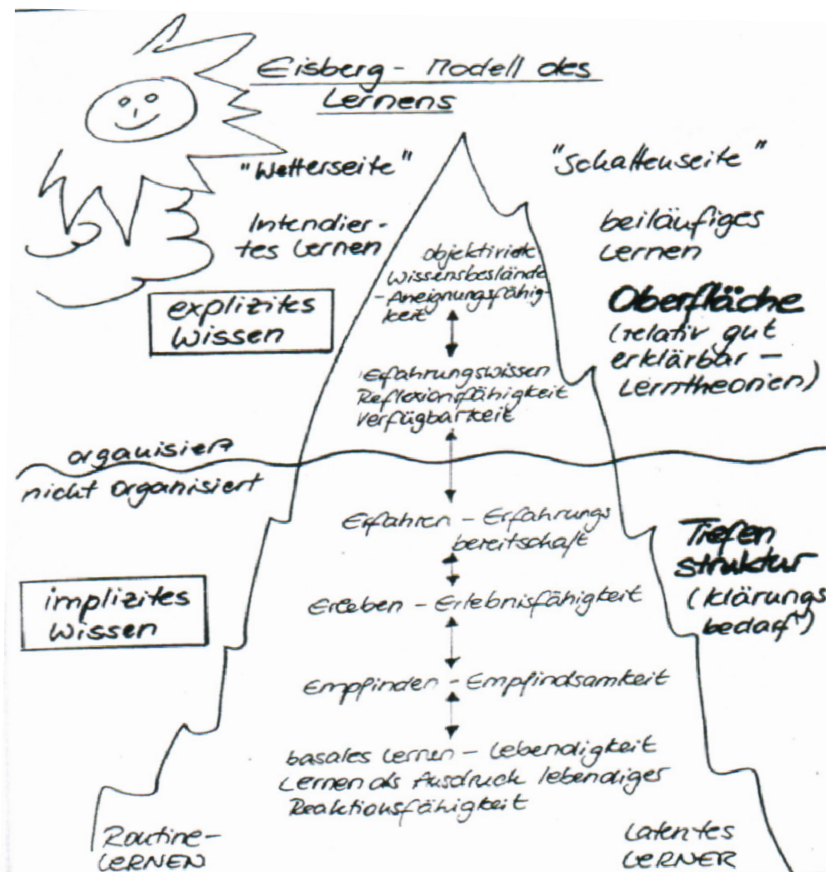 Eisberg - Modell des
Lernens
"Wetterseite"
"Schattenseite"
Intendier-
tes Lernen
beiläufiges
Lernen
objektivierte
Wissensbestände
- Aneignungsfähig-
keit
explizites
Wissen
Oberfläche
(relativ gut
erklärbar -
Lerntheorien)
Erfahrungswissen
Reflexionsfähigkeit
Verfügbarkeit
organisiert
nicht organisiert
Erfahren - Erfahrungs
bereitschaft
Tiefen
struktur
(klärungs
bedarf)
implizites
Wissen
Erleben - Erlebnisfähigkeit
Empfinden - Empfindsamkeit
basales Lernen - Lebendigkeit
Lernen als Ausdruck lebendiger
Reaktionsfähigkeit
Routine-
LERNEN
Latentes
LERNEN